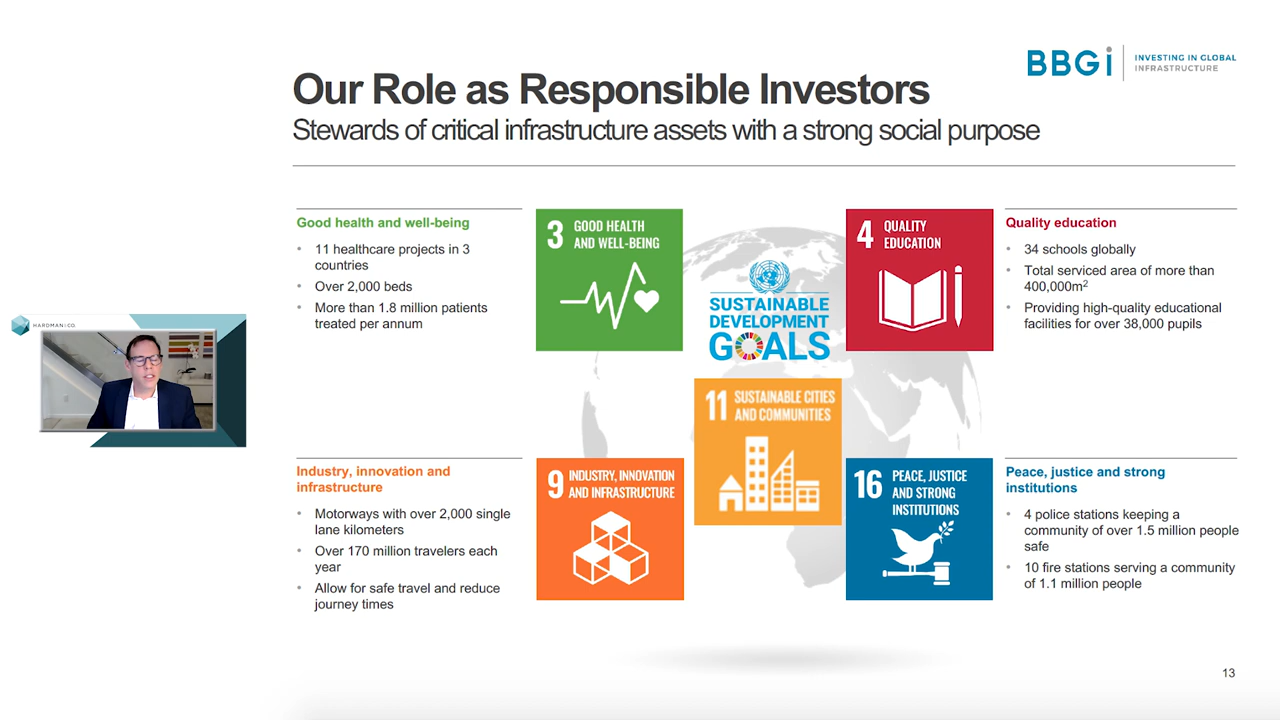 BBGi
INVESTING IN GLOBAL
INFRASTRUCTURE
Our Role as Responsible Investors
Stewards of critical infrastructure assets with a strong social purpose
Good health and well-being
• 11 healthcare projects in 3
countries
• Over 2,000 beds
• More than 1.8 million patients
treated per annum
3 GOOD HEALTH
AND WELL-BEING
SUSTAINABLE
DEVELOPMENT
GOALS
4 QUALITY
EDUCATION
Quality education
• 34 schools globally
• Total serviced area of more than
400,000m²
• Providing high-quality educational
facilities for over 38,000 pupils
HARDMAN&CO.
11 SUSTAINABLE CITIES
AND COMMUNITIES
Industry, innovation and
infrastructure
• Motorways with over 2,000 single
lane kilometers
• Over 170 million travelers each
year
• Allow for safe travel and reduce
journey times
9 INDUSTRY, INNOVATION
AND INFRASTRUCTURE
16 PEACE, JUSTICE
AND STRONG
INSTITUTIONS
Peace, justice and strong
institutions
• 4 police stations keeping a
community of over 1.5 million people
safe
• 10 fire stations serving a community
of 1.1 million people
13